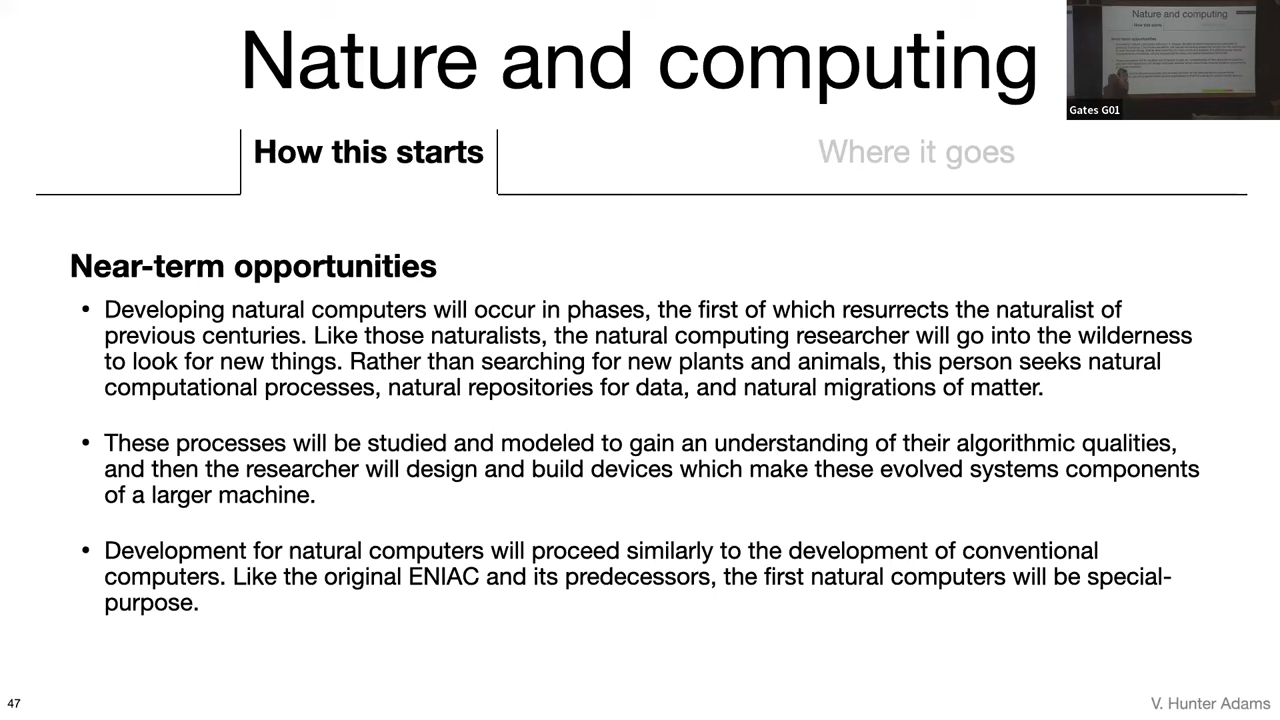 Nature and computing
Nature and computing
Gates G01
How this starts
Where it goes
Near-term opportunities
• Developing natural computers will occur in phases, the first of which resurrects the naturalist of
previous centuries. Like those naturalists, the natural computing researcher will go into the wilderness
to look for new things. Rather than searching for new plants and animals, this person seeks natural
computational processes, natural repositories for data, and natural migrations of matter.
• These processes will be studied and modeled to gain an understanding of their algorithmic qualities,
and then the researcher will design and build devices which make these evolved systems components
of a larger machine.
• Development for natural computers will proceed similarly to the development of conventional
computers. Like the original ENIAC and its predecessors, the first natural computers will be special-
purpose.
47
V. Hunter Adams